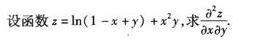 设函数 z = ln(1 − x + y) + x²y, 求 ∂²z/∂x∂y.